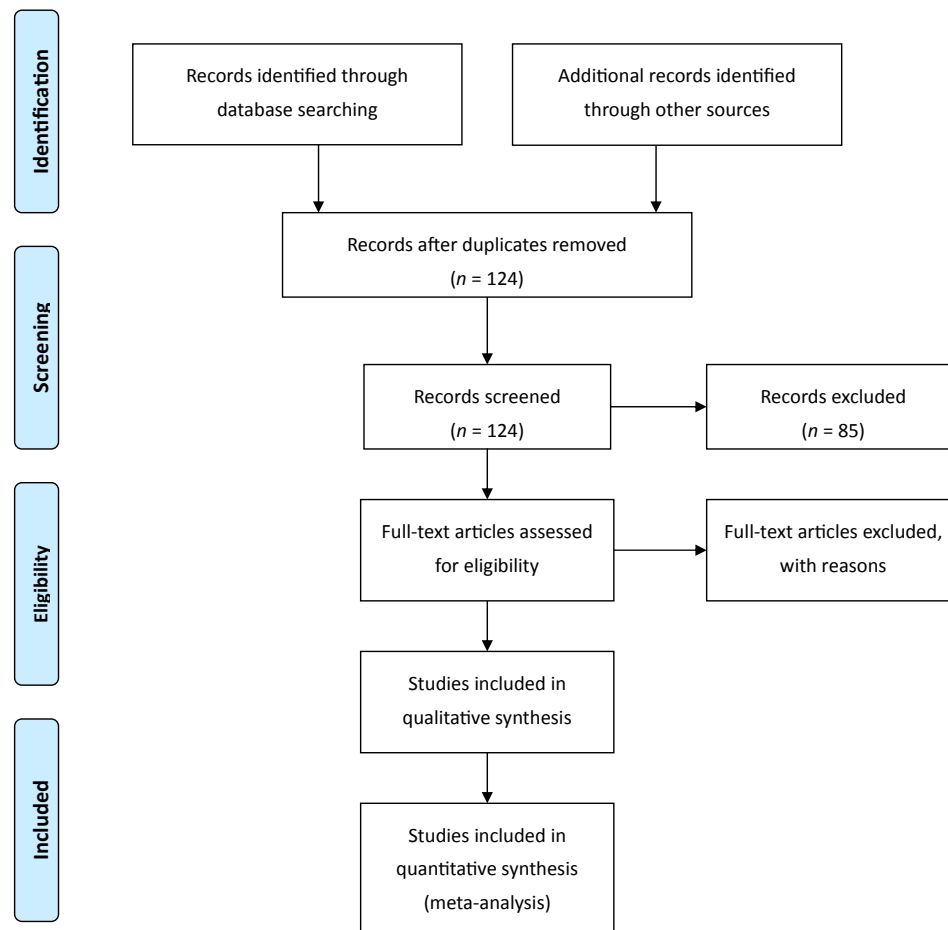 Identification
Records identified through
database searching
Additional records identified
through other sources
Records after duplicates removed
(n = 124)
Screening
Records screened
(n = 124)
Records excluded
(n = 85)
Eligibility
Full-text articles assessed
for eligibility
Full-text articles excluded,
with reasons
Studies included in
qualitative synthesis
Included
Studies included in
quantitative synthesis
(meta-analysis)